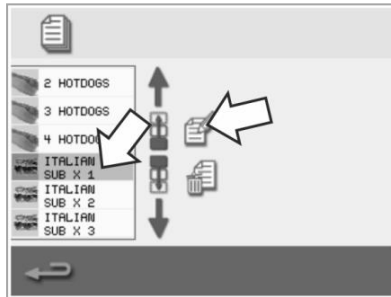 2 HOTDOGS
3 HOTDOGS
4 HOTDO
ITALIAN
SUB X 1
ITALIAN
SUB X 2
ITALIAN
SUB X 3